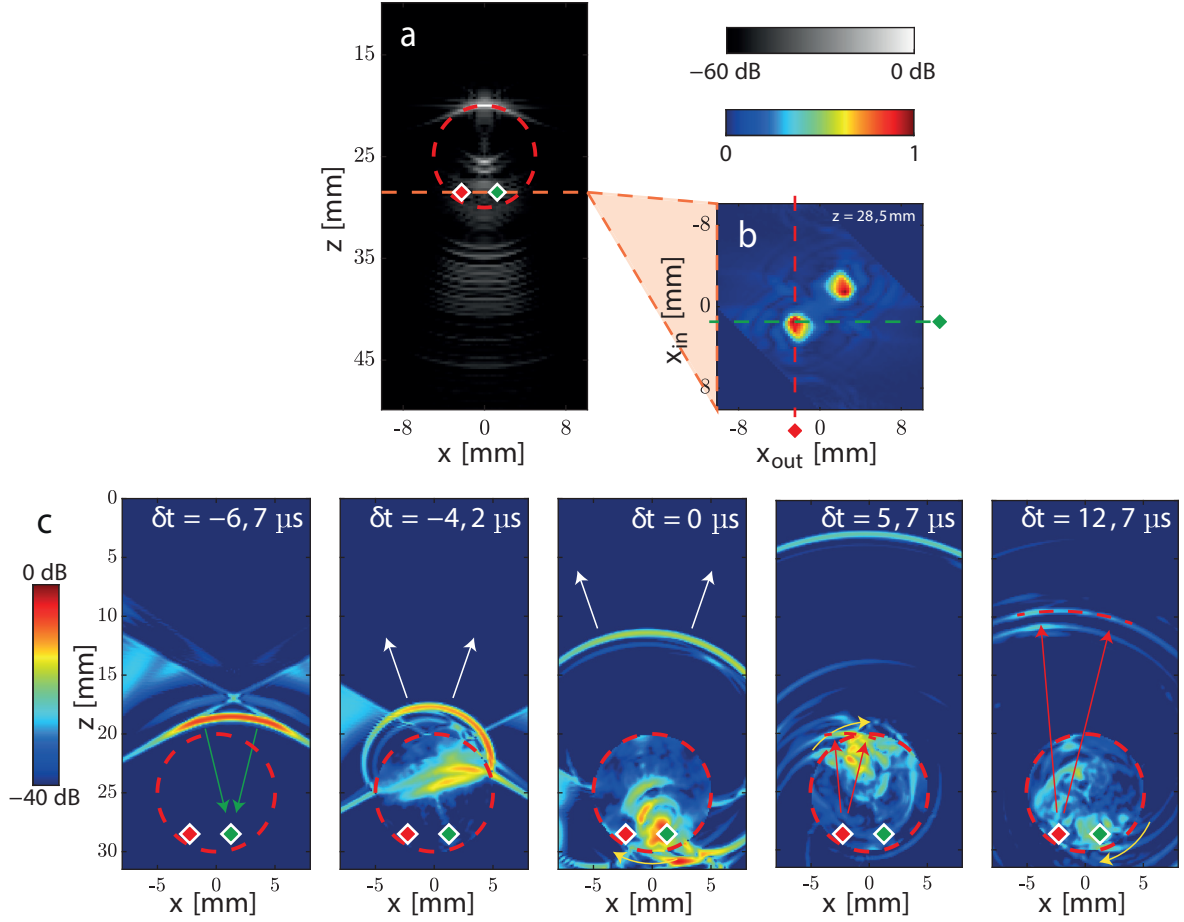 a
15
25
35
45
z [mm]
-8 0 8
x [mm]
−60 dB 0 dB
0 1
b
z = 28,5mm
-8
0
8
x_in [mm]
-8 0 8
x_out [mm]
c
0 dB
−40 dB
δt = −6,7 µs
δt = −4,2 µs
δt = 0 µs
δt = 5,7 µs
δt = 12,7 µs
0
5
10
15
20
25
30
z [mm]
-5 0 5
x [mm]
-5 0 5
x [mm]
-5 0 5
x [mm]
-5 0 5
x [mm]
-5 0 5
x [mm]